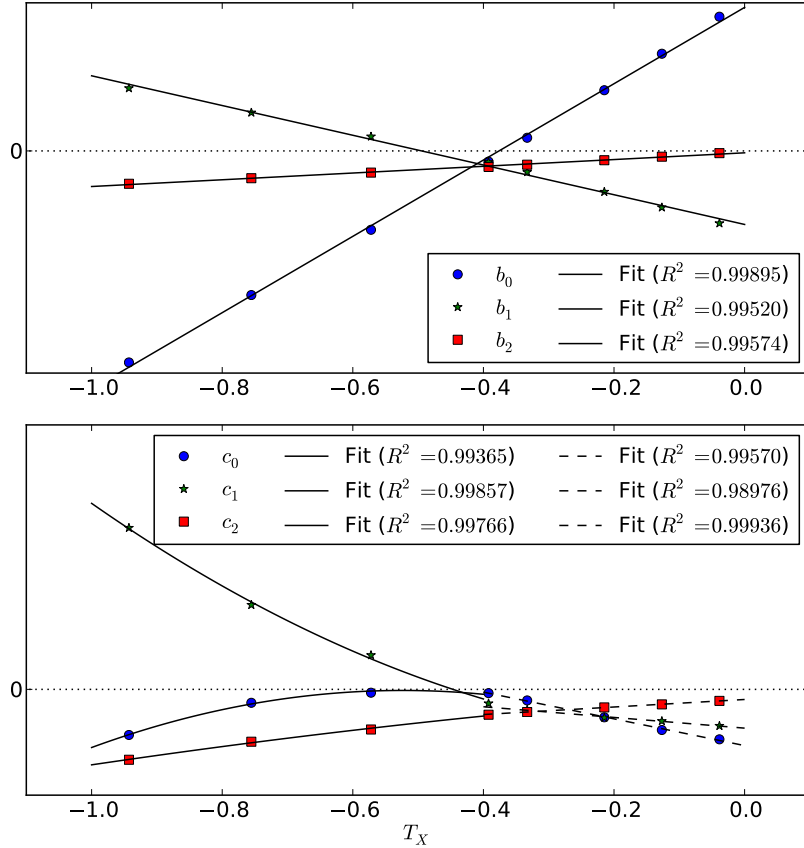 0
b₀ Fit (R² =0.99895)
b₁ Fit (R² =0.99520)
b₂ Fit (R² =0.99574)
−1.0 −0.8 −0.6 −0.4 −0.2 0.0
c₀ Fit (R² =0.99365) Fit (R² =0.99570)
c₁ Fit (R² =0.99857) Fit (R² =0.98976)
c₂ Fit (R² =0.99766) Fit (R² =0.99936)
0
−1.0 −0.8 −0.6 −0.4 −0.2 0.0
T_X